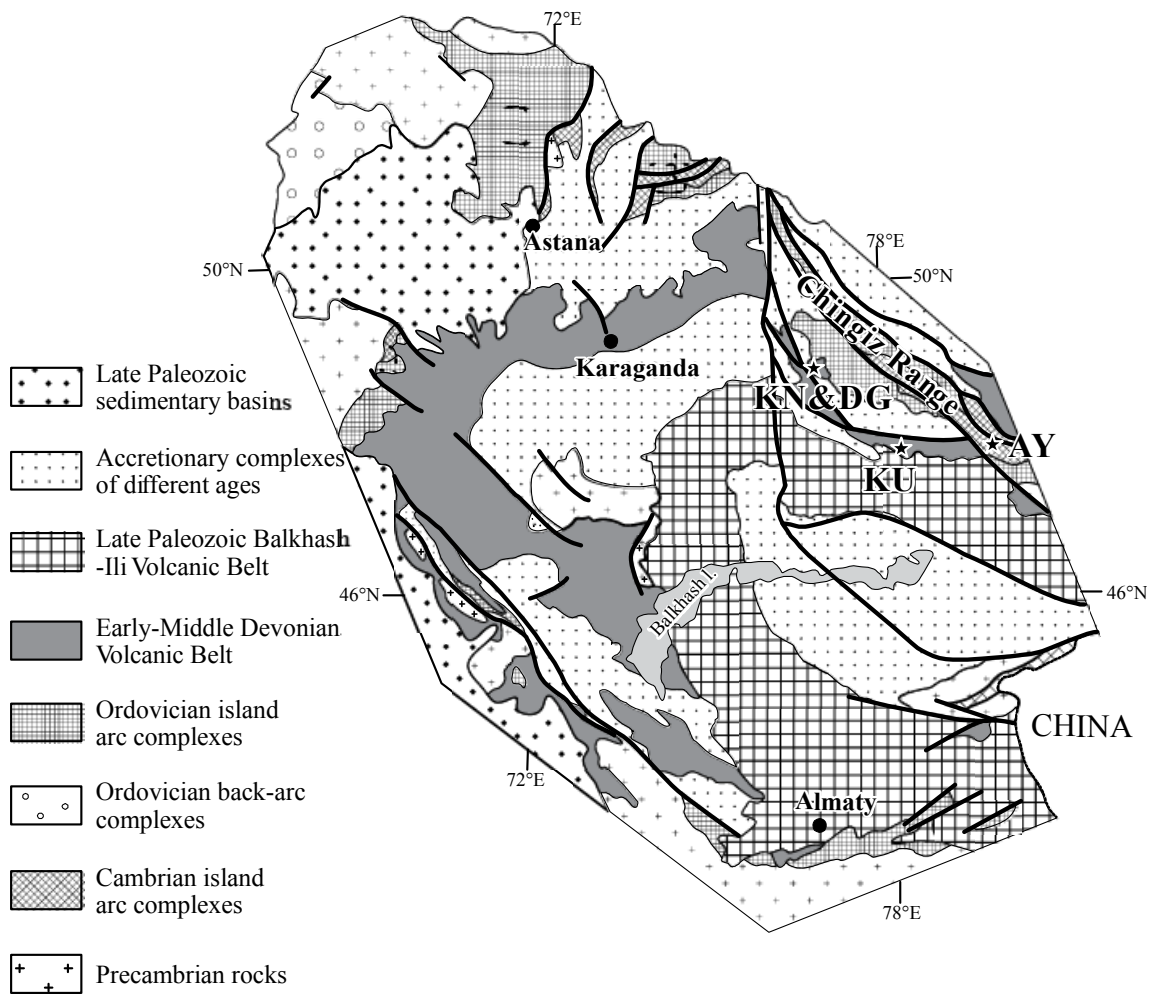 72°E
78°E
50°N
50°N
Astana
Chingiz Range
Karaganda
KN&DG
AY
KU
Late Paleozoic
sedimentary basins
Accretionary complexes
of different ages
Late Paleozoic Balkhash
-Ili Volcanic Belt
46°N
46°N
Balkhash l.
Early-Middle Devonian
Volcanic Belt
Ordovician island
arc complexes
CHINA
72°E
Ordovician back-arc
complexes
Almaty
Cambrian island
arc complexes
78°E
Precambrian rocks